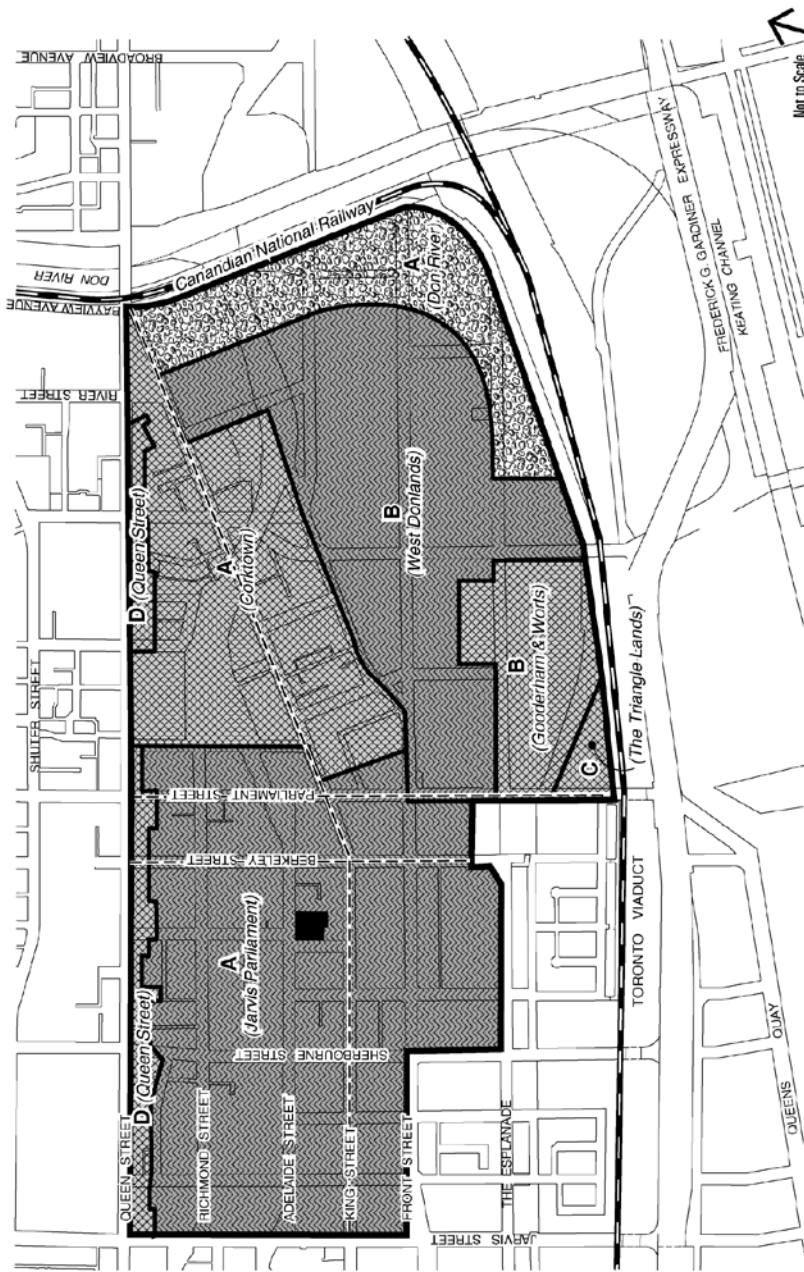 BROADVIEW
AVENUE
Not to Scale
DON RIVER
BAYVIEW AVENUE
Canandian National Railway
RIVER
STREET
A
(Don River)
FREDERICK G. GARDINER EXPRESSWAY
KEATING CHANNEL
SHUTER STREET
D (Queen Street)
A
(Corktown)
B
(West Donlands)
B
(Gooderham & Worts)
C
(The Triangle Lands)
PARLIAMENT STREET
BERKELEY STREET
A
(Jarvis Parliament)
D (Queen Street)
SHERBOURNE
STREET
TORONTO VIADUCT
QUEEN STREET
RICHMOND STREET
ADELAIDE STREET
KING STREET
FRONT STREET
THE ESPLANADE
JARVIS STREET
QUEENS
QUAY